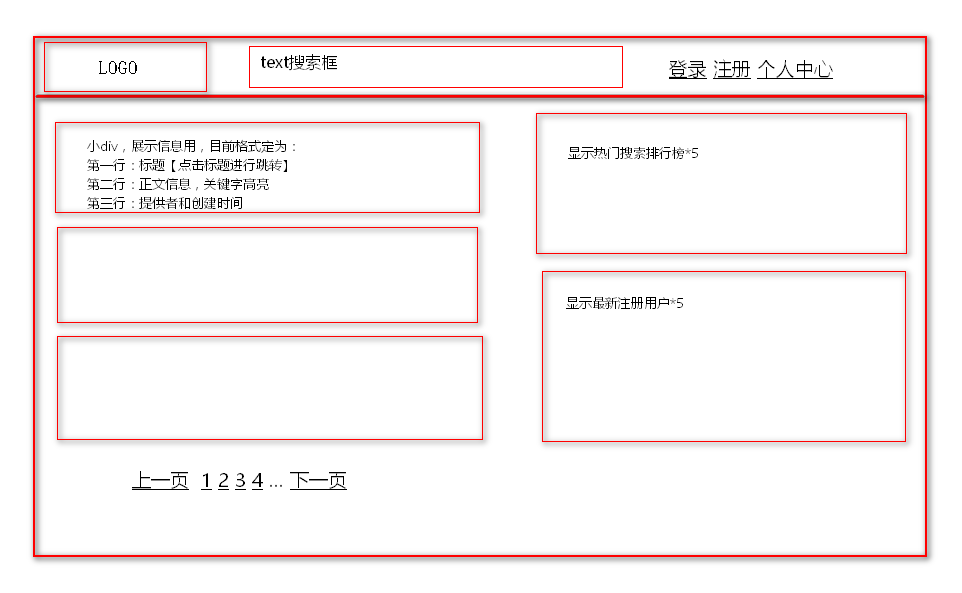 LOGO
text搜索框
登录 注册 个人中心
小div，展示信息用，目前格式定为：
第一行：标题【点击标题进行跳转】
第二行：正文信息，关键字高亮
第三行：提供者和创建时间
显示热门搜索排行榜*5
显示最新注册用户*5
上一页 1 2 3 4 ... 下一页